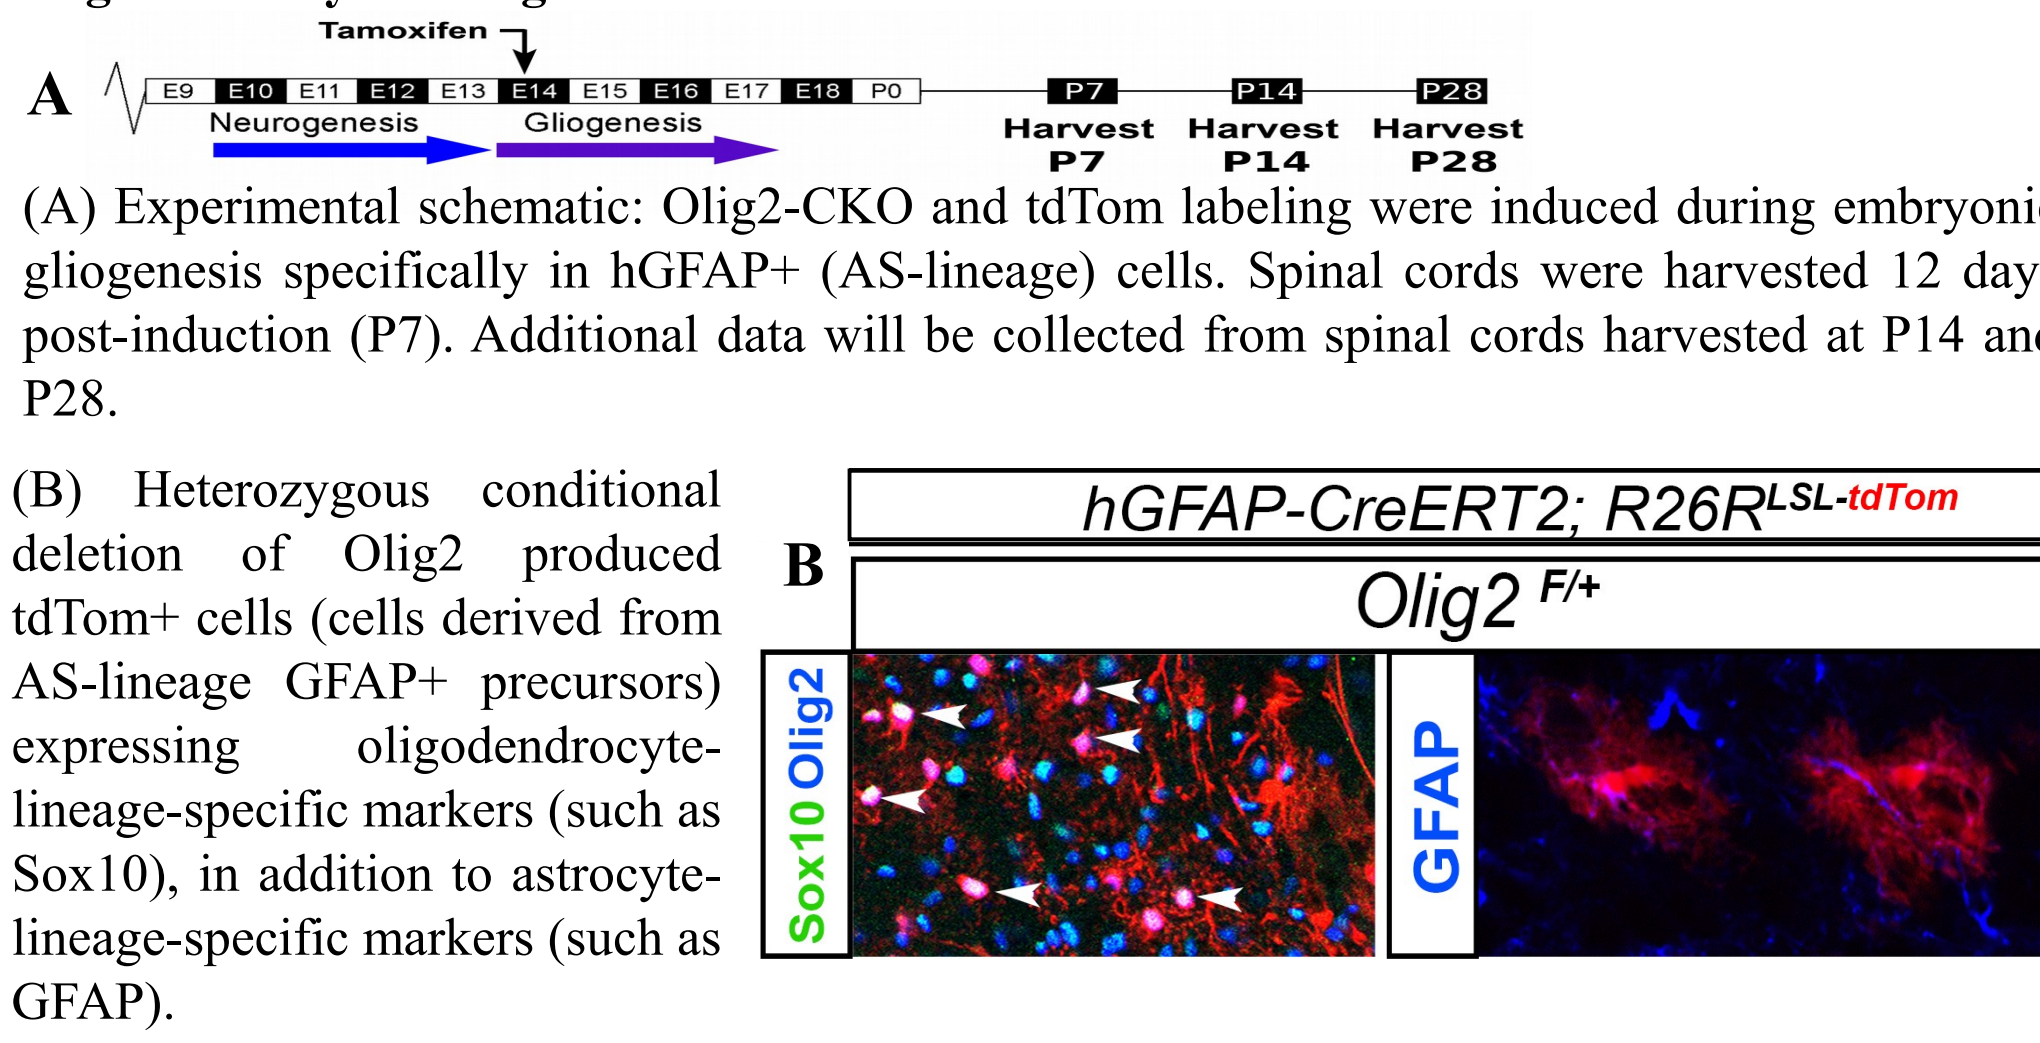 Tamoxifen
A
E9 E10 E11 E12 E13 E14 E15 E16 E17 E18 P0 P7 P14 P28
Neurogenesis Gliogenesis
Harvest Harvest Harvest
P7 P14 P28
(A) Experimental schematic: Olig2-CKO and tdTom labeling were induced during embryoni
gliogenesis specifically in hGFAP+ (AS-lineage) cells. Spinal cords were harvested 12 day
post-induction (P7). Additional data will be collected from spinal cords harvested at P14 and
P28.
(B) Heterozygous conditional
deletion of Olig2 produced
tdTom+ cells (cells derived from
AS-lineage GFAP+ precursors)
expressing oligodendrocyte-
lineage-specific markers (such as
Sox10), in addition to astrocyte-
lineage-specific markers (such as
GFAP).
hGFAP-CreERT2; R26RLSL-tdTom
B
Olig2 F/+
Sox10 Olig2
GFAP